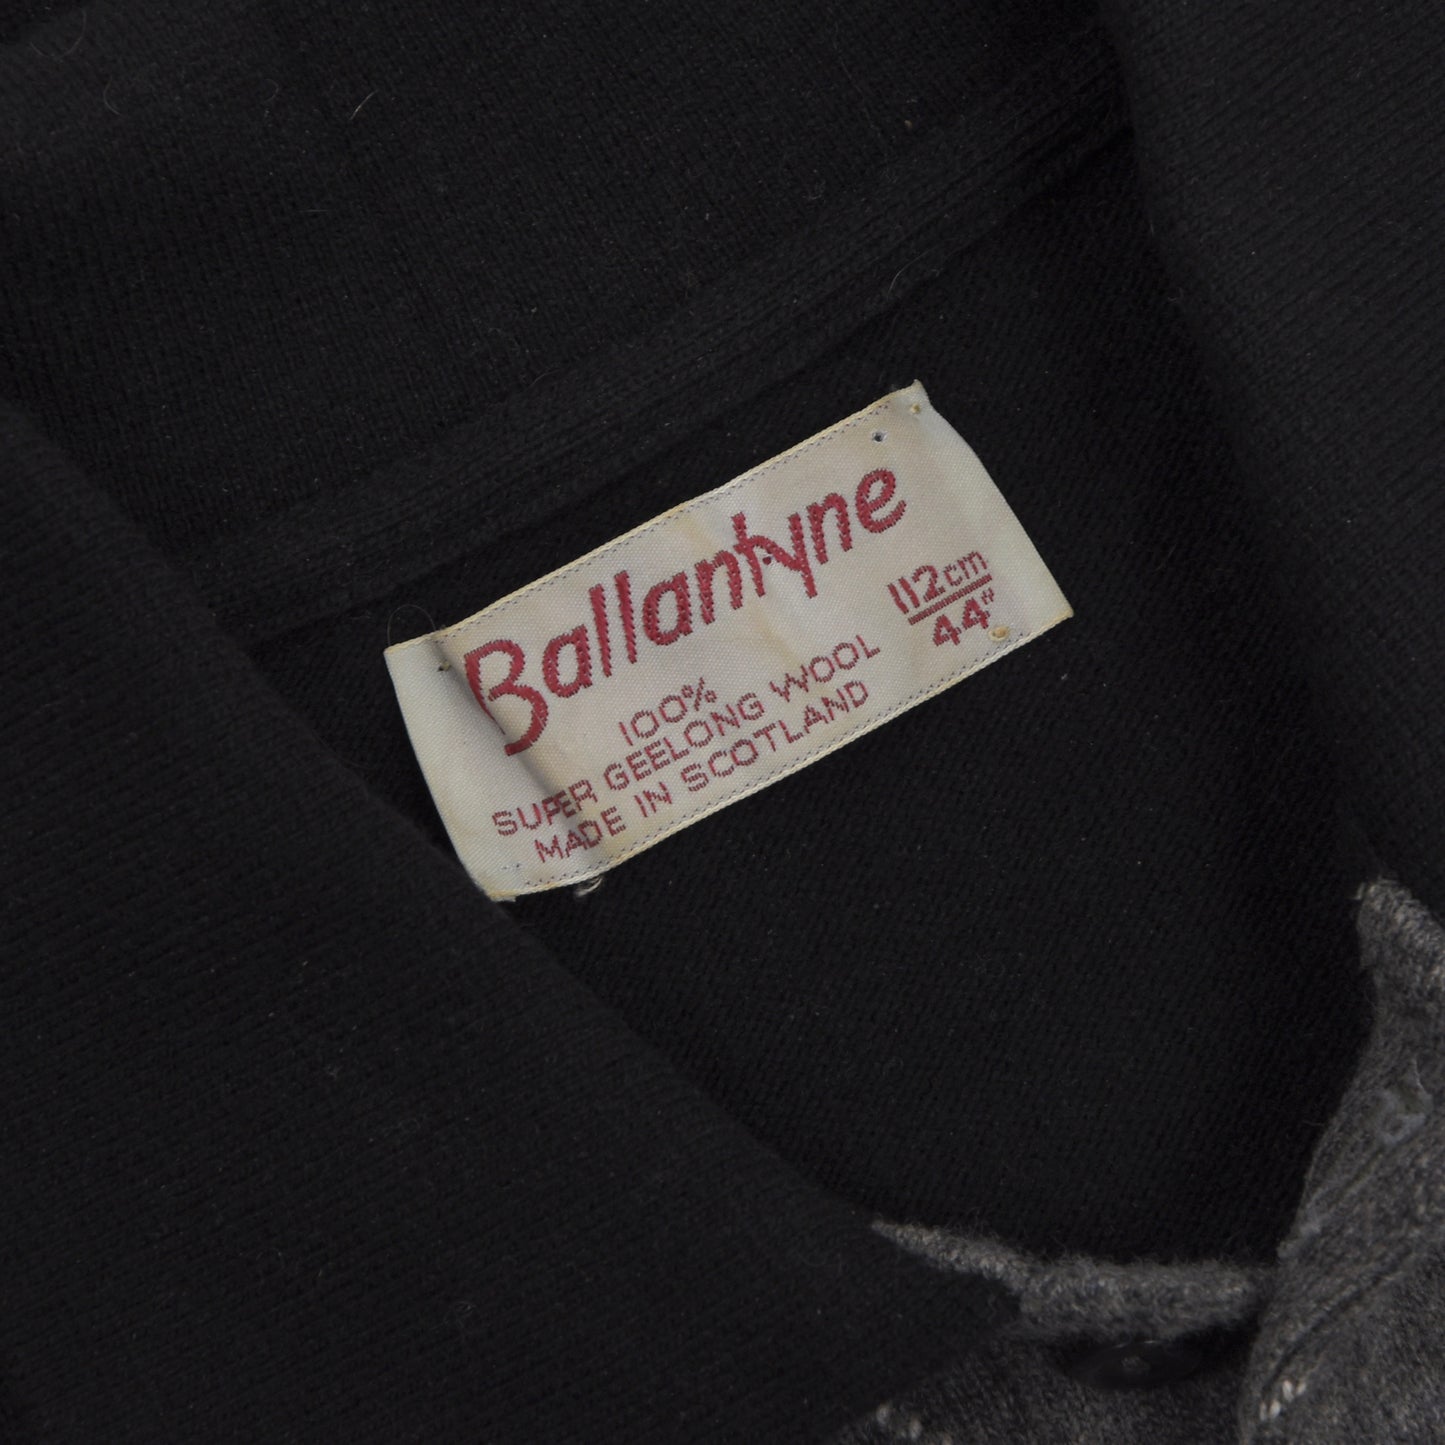 Ballantyne
112cm
44"
100%
SUPER GEELONG WOOL
MADE IN SCOTLAND